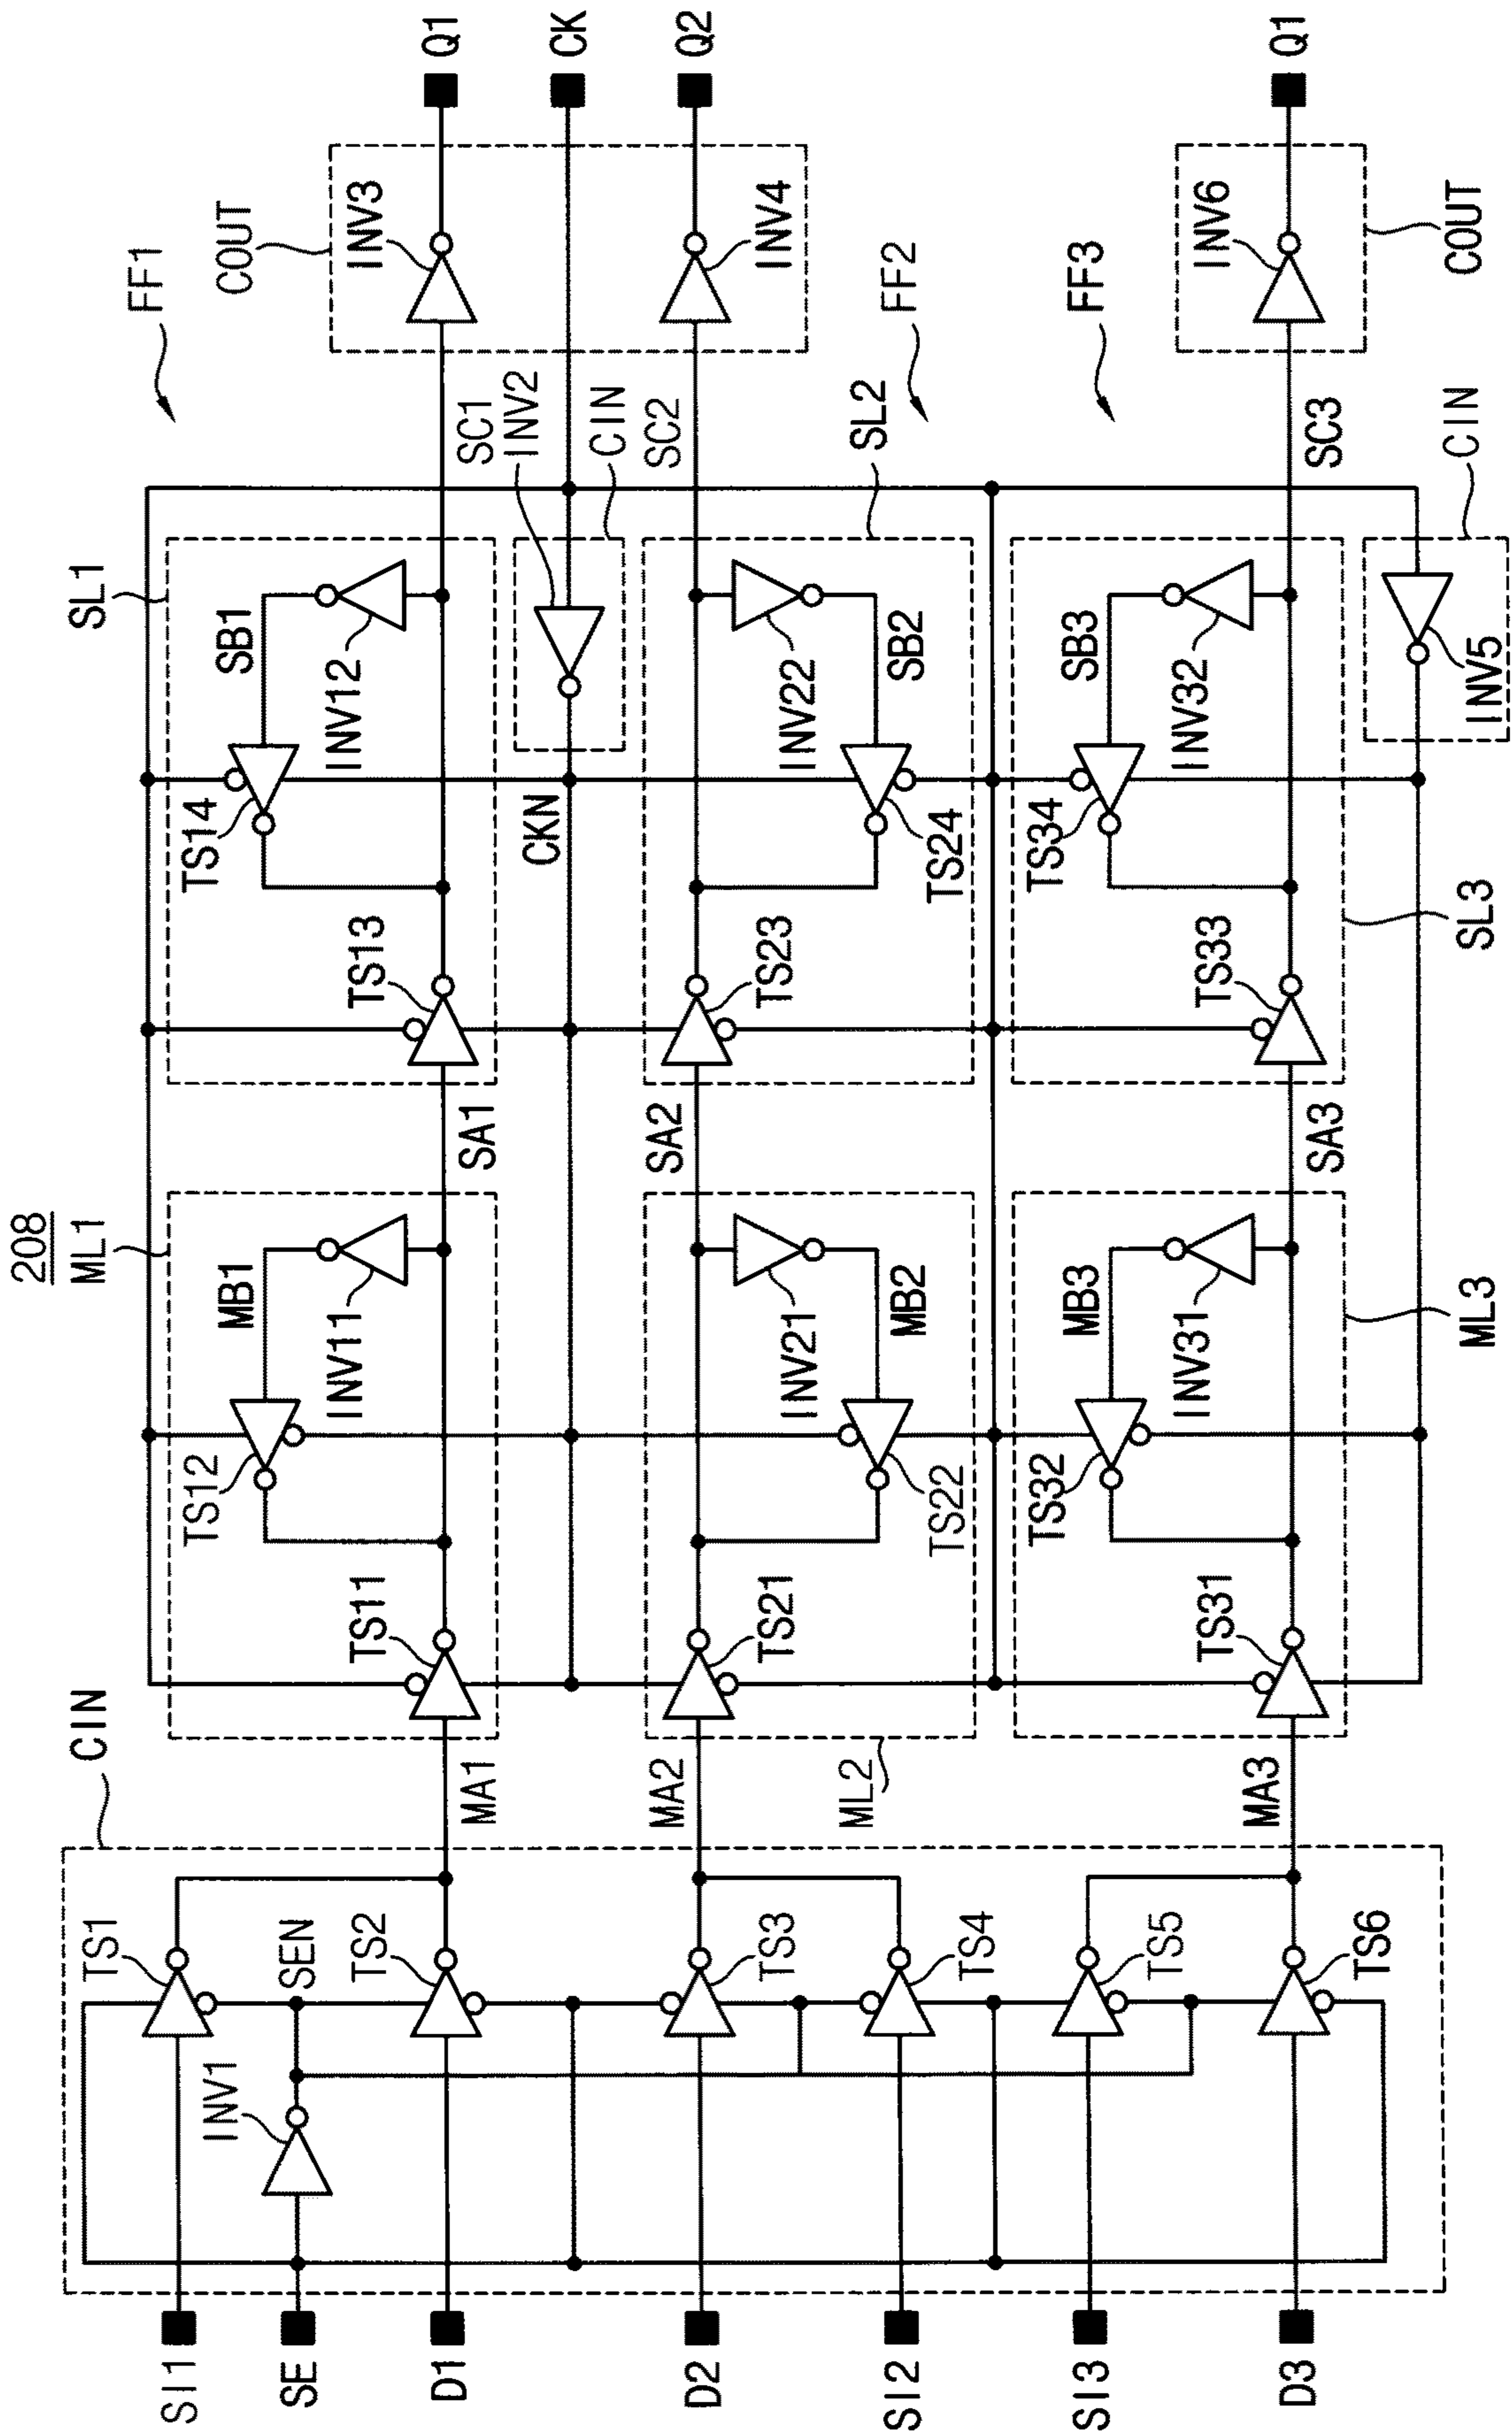 208
SI1
SE
D1
D2
SI2
SI3
D3
CIN
TS1
INV1
SEN
TS2
TS3
TS4
TS5
TS6
MA1
MA2
MA3
ML1
MB1
TS12
INV11
TS11
ML2
MB2
INV21
TS22
TS21
ML3
MB3
INV31
TS32
TS31
SA1
SA2
SA3
SL1
SB1
INV12
TS14
TS13
CKN
INV2
CIN
SL2
SB2
INV22
TS24
TS23
SL3
SB3
INV32
TS34
TS33
INV5
CIN
SC1
SC2
SC3
FF1
FF2
FF3
COUT
INV3
INV4
INV6
COUT
Q1
CK
Q2
Q1